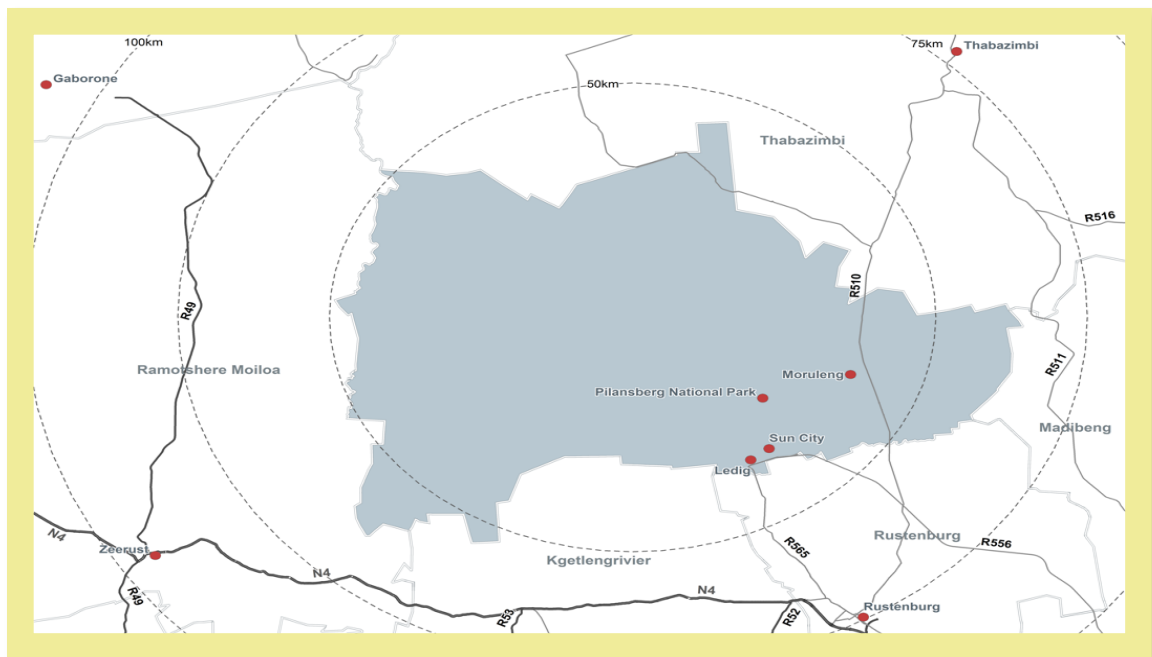 100km
75km
Thabazimbi
Gaborone
50km
Thabazimbi
R516
R510
R49
R511
Ramotshere Moiloa
Moruleng
Pilansberg National Park
Madibeng
Sun City
Ledig
N4
Zeerust
Rustenburg
R565
R556
Kgetlengrivier
N4
N4
R49
R53
R52
Rustenburg